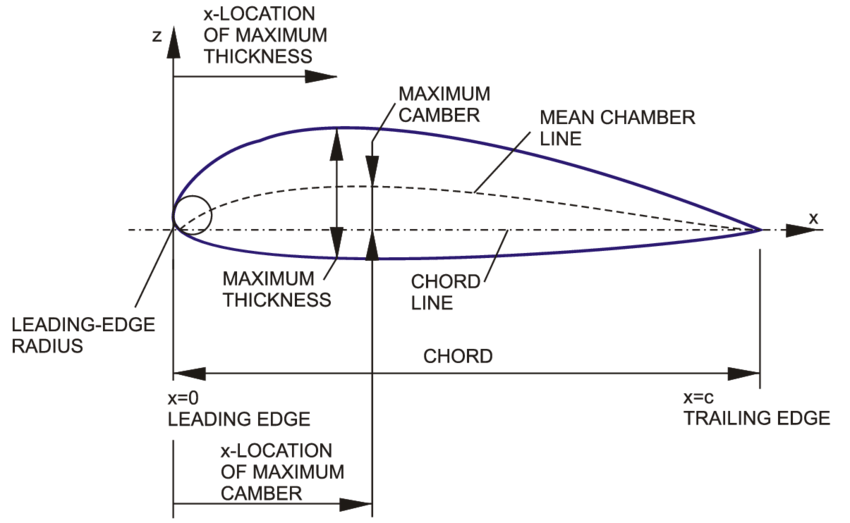 x-LOCATION
OF MAXIMUM
THICKNESS
z
MAXIMUM
CAMBER
MEAN CHAMBER
LINE
x
MAXIMUM
THICKNESS
CHORD
LINE
LEADING-EDGE
RADIUS
CHORD
x=0
LEADING EDGE
x=c
TRAILING EDGE
x-LOCATION
OF MAXIMUM
CAMBER